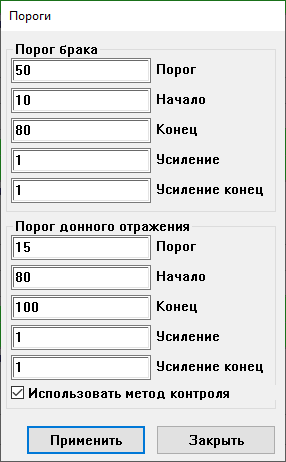 Пороги
Порог брака
50 Порог
10 Начало
80 Конец
1 Усиление
1 Усиление конец
Порог донного отражения
15 Порог
80 Начало
100 Конец
1 Усиление
1 Усиление конец
Использовать метод контроля
Применить Закрыть